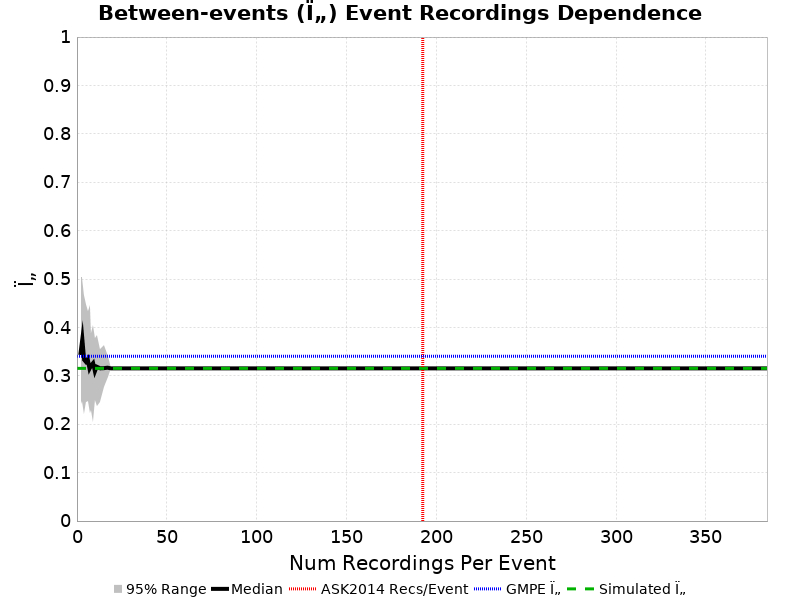 Between-events (Ï„) Event Recordings Dependence
1
0.9
0.8
0.7
0.6
0.5
0.4
0.3
0.2
0.1
0
Ï„
0 50 100 150 200 250 300 350
Num Recordings Per Event
95% Range Median ASK2014 Recs/Event GMPE Ï„ Simulated Ï„